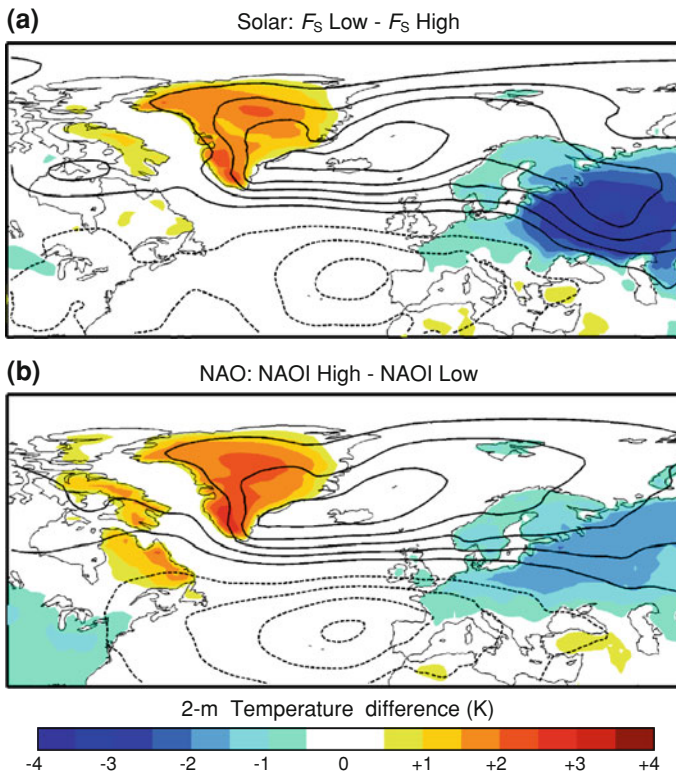 (a)
Solar: FS Low - FS High
(b)
NAO: NAOI High - NAOI Low
2-m Temperature difference (K)
-4 -3 -2 -1 0 +1 +2 +3 +4